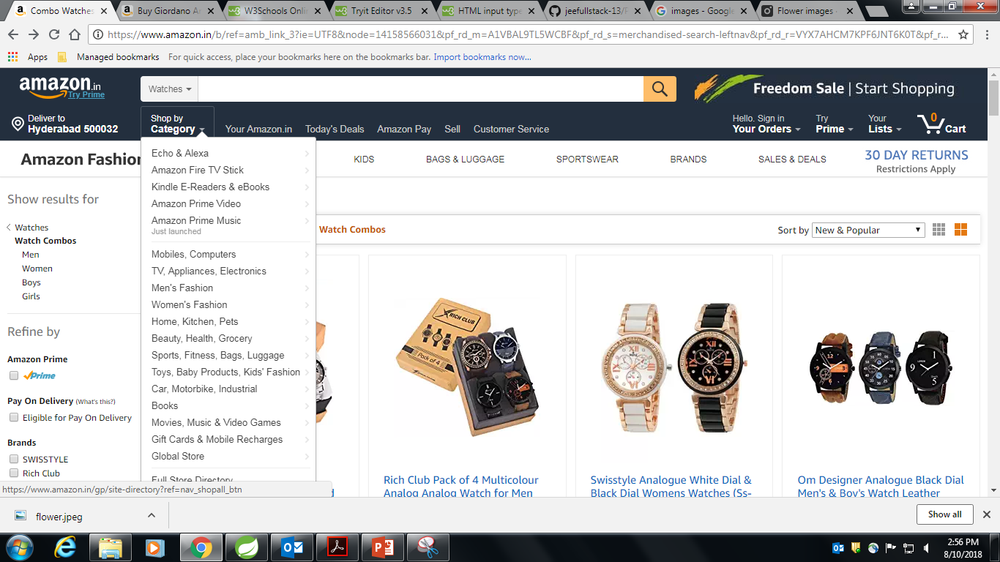 Combo Watches
Buy Giordano An
W3Schools Onli
Tryit Editor v3.5
HTML input type
jeefullstack-13/P
images - Google
Flower images -
https://www.amazon.in/b/ref=amb_link_3?ie=UTF8&node=14158566031&pf_rd_m=A1VBAL9TL5WCBF&pf_rd_s=merchandised-search-leftnav&pf_rd_r=VYX7AHCM7KPF6JNT6K0T&pf_r...
Apps Managed bookmarks For quick access, place your bookmarks here on the bookmarks bar. Import bookmarks now...
amazon.in
Try Prime
Watches
Freedom Sale | Start Shopping
Deliver to
Hyderabad 500032
Shop by
Category
Your Amazon.in Today's Deals Amazon Pay Sell Customer Service
Hello. Sign in
Your Orders
Try
Prime
Your
Lists
0
Cart
Amazon Fashion
KIDS BAGS & LUGGAGE SPORTSWEAR BRANDS SALES & DEALS
30 DAY RETURNS
Restrictions Apply
Echo & Alexa
Amazon Fire TV Stick
Kindle E-Readers & eBooks
Amazon Prime Video
Amazon Prime Music
Just launched
Mobiles, Computers
TV, Appliances, Electronics
Men's Fashion
Women's Fashion
Home, Kitchen, Pets
Beauty, Health, Grocery
Sports, Fitness, Bags, Luggage
Toys, Baby Products, Kids' Fashion
Car, Motorbike, Industrial
Books
Movies, Music & Video Games
Gift Cards & Mobile Recharges
Global Store
Full Store Directory
Show results for
Watches
Watch Combos
Men
Women
Boys
Girls
Refine by
Amazon Prime
Prime
Pay On Delivery (What's this?)
Eligible for Pay On Delivery
Brands
SWISSTYLE
Rich Club
Watch Combos
Sort by New & Popular
RICH CLUB
Pack of 4
Rich Club Pack of 4 Multicolour
Analog Analog Watch for Men
Swisstyle Analogue White Dial &
Black Dial Womens Watches (Ss-
Om Designer Analogue Black Dial
Men's & Boy's Watch Leather
https://www.amazon.in/gp/site-directory?ref=nav_shopall_btn
flower.jpeg
Show all
2:56 PM
8/10/2018